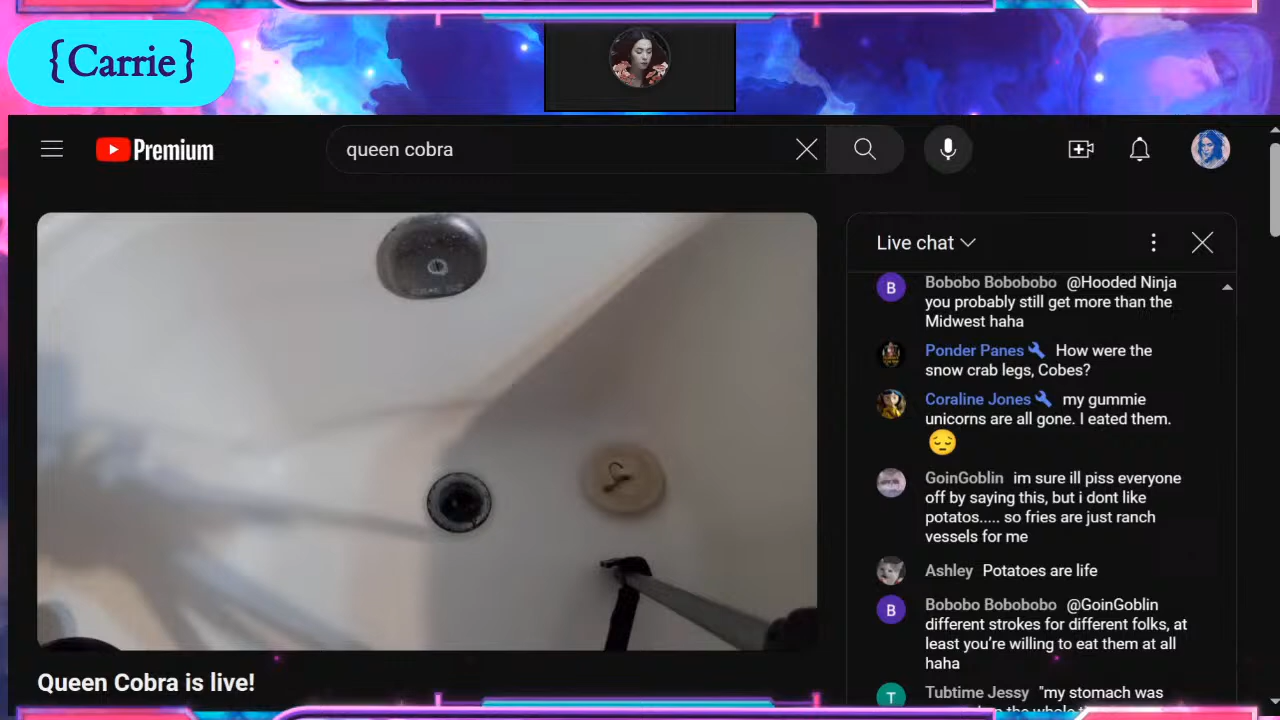 {Carrie}
Premium
queen cobra
Live chat
Bobobo Bobobobo @Hooded Ninja
you probably still get more than the
Midwest haha
Ponder Panes How were the
snow crab legs, Cobes?
Coraline Jones my gummie
unicorns are all gone. I eated them.
GoinGoblin im sure ill piss everyone
off by saying this, but i dont like
potatos..... so fries are just ranch
vessels for me
Ashley Potatoes are life
B
Bobobo Bobobobo @GoinGoblin
different strokes for different folks, at
least you're willing to eat them at all
haha
T
Tubtime Jessy "my stomach was
Queen Cobra is live!